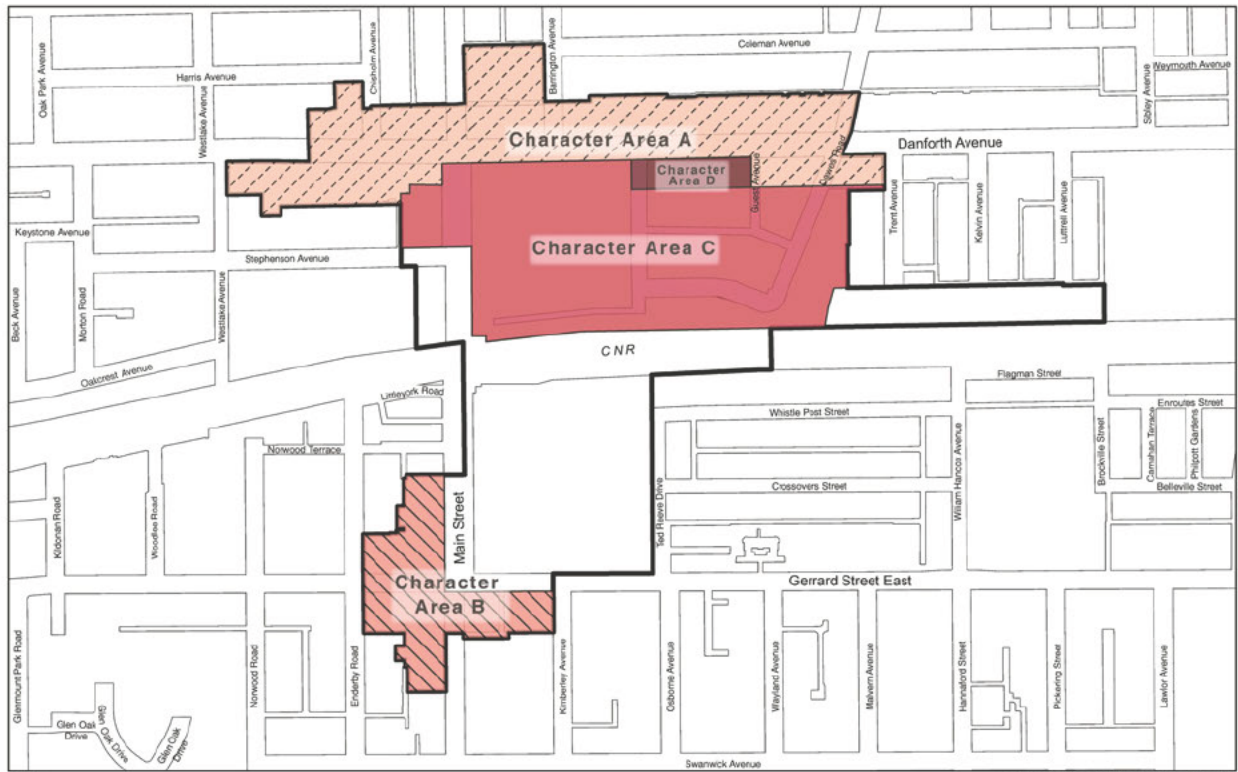 Coleman Avenue
Weymouth Avenue
Harris Avenue
Oak Park Avenue
Chisholm Avenue
Barrington Avenue
Sibley Avenue
Westlake Avenue
Character Area A
Danforth Avenue
Dawes Road
Character
Area D
Guest Avenue
Trent Avenue
Kelvin Avenue
Luttrell Avenue
Keystone Avenue
Character Area C
Stephenson Avenue
Beck Avenue
Morton Road
Westlake Avenue
CNR
Oakcrest Avenue
Flagman Street
Littleyork Road
Enroutes Street
Whistle Post Street
Norwood Terrace
William Hancox Avenue
Brockville Street
Carnahan Terrace
Philpott Gardens
Crossovers Street
Belleville Street
Kildonan Road
Woodlee Road
Main Street
Ted Reeve Drive
Character
Area B
Gerrard Street East
Glenmount Park Road
Norwood Road
Enderby Road
Kimberley Avenue
Osborne Avenue
Wayland Avenue
Malvern Avenue
Hannaford Street
Pickering Street
Lawlor Avenue
Glen Oak
Drive
Glen Oak Drive
Glen Oak
Drive
Swanwick Avenue